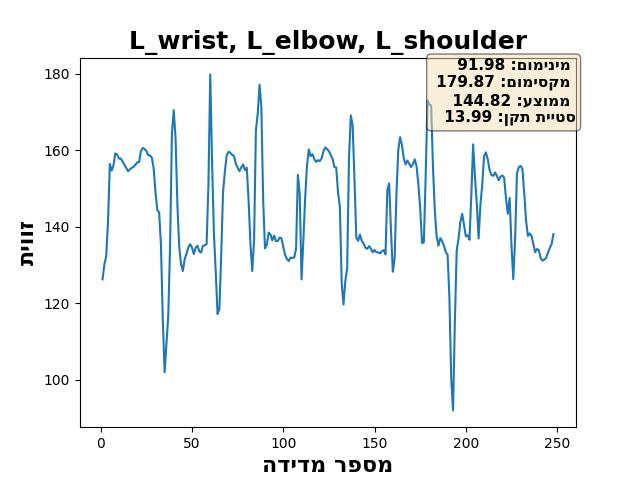 L_wrist, L_elbow, L_shoulder
מינימום: 91.98
מקסימום: 179.87
ממוצע: 144.82
סטיית תקן: 13.99
זווית
180
160
140
120
100
0 50 100 150 200 250
מספר מדידה